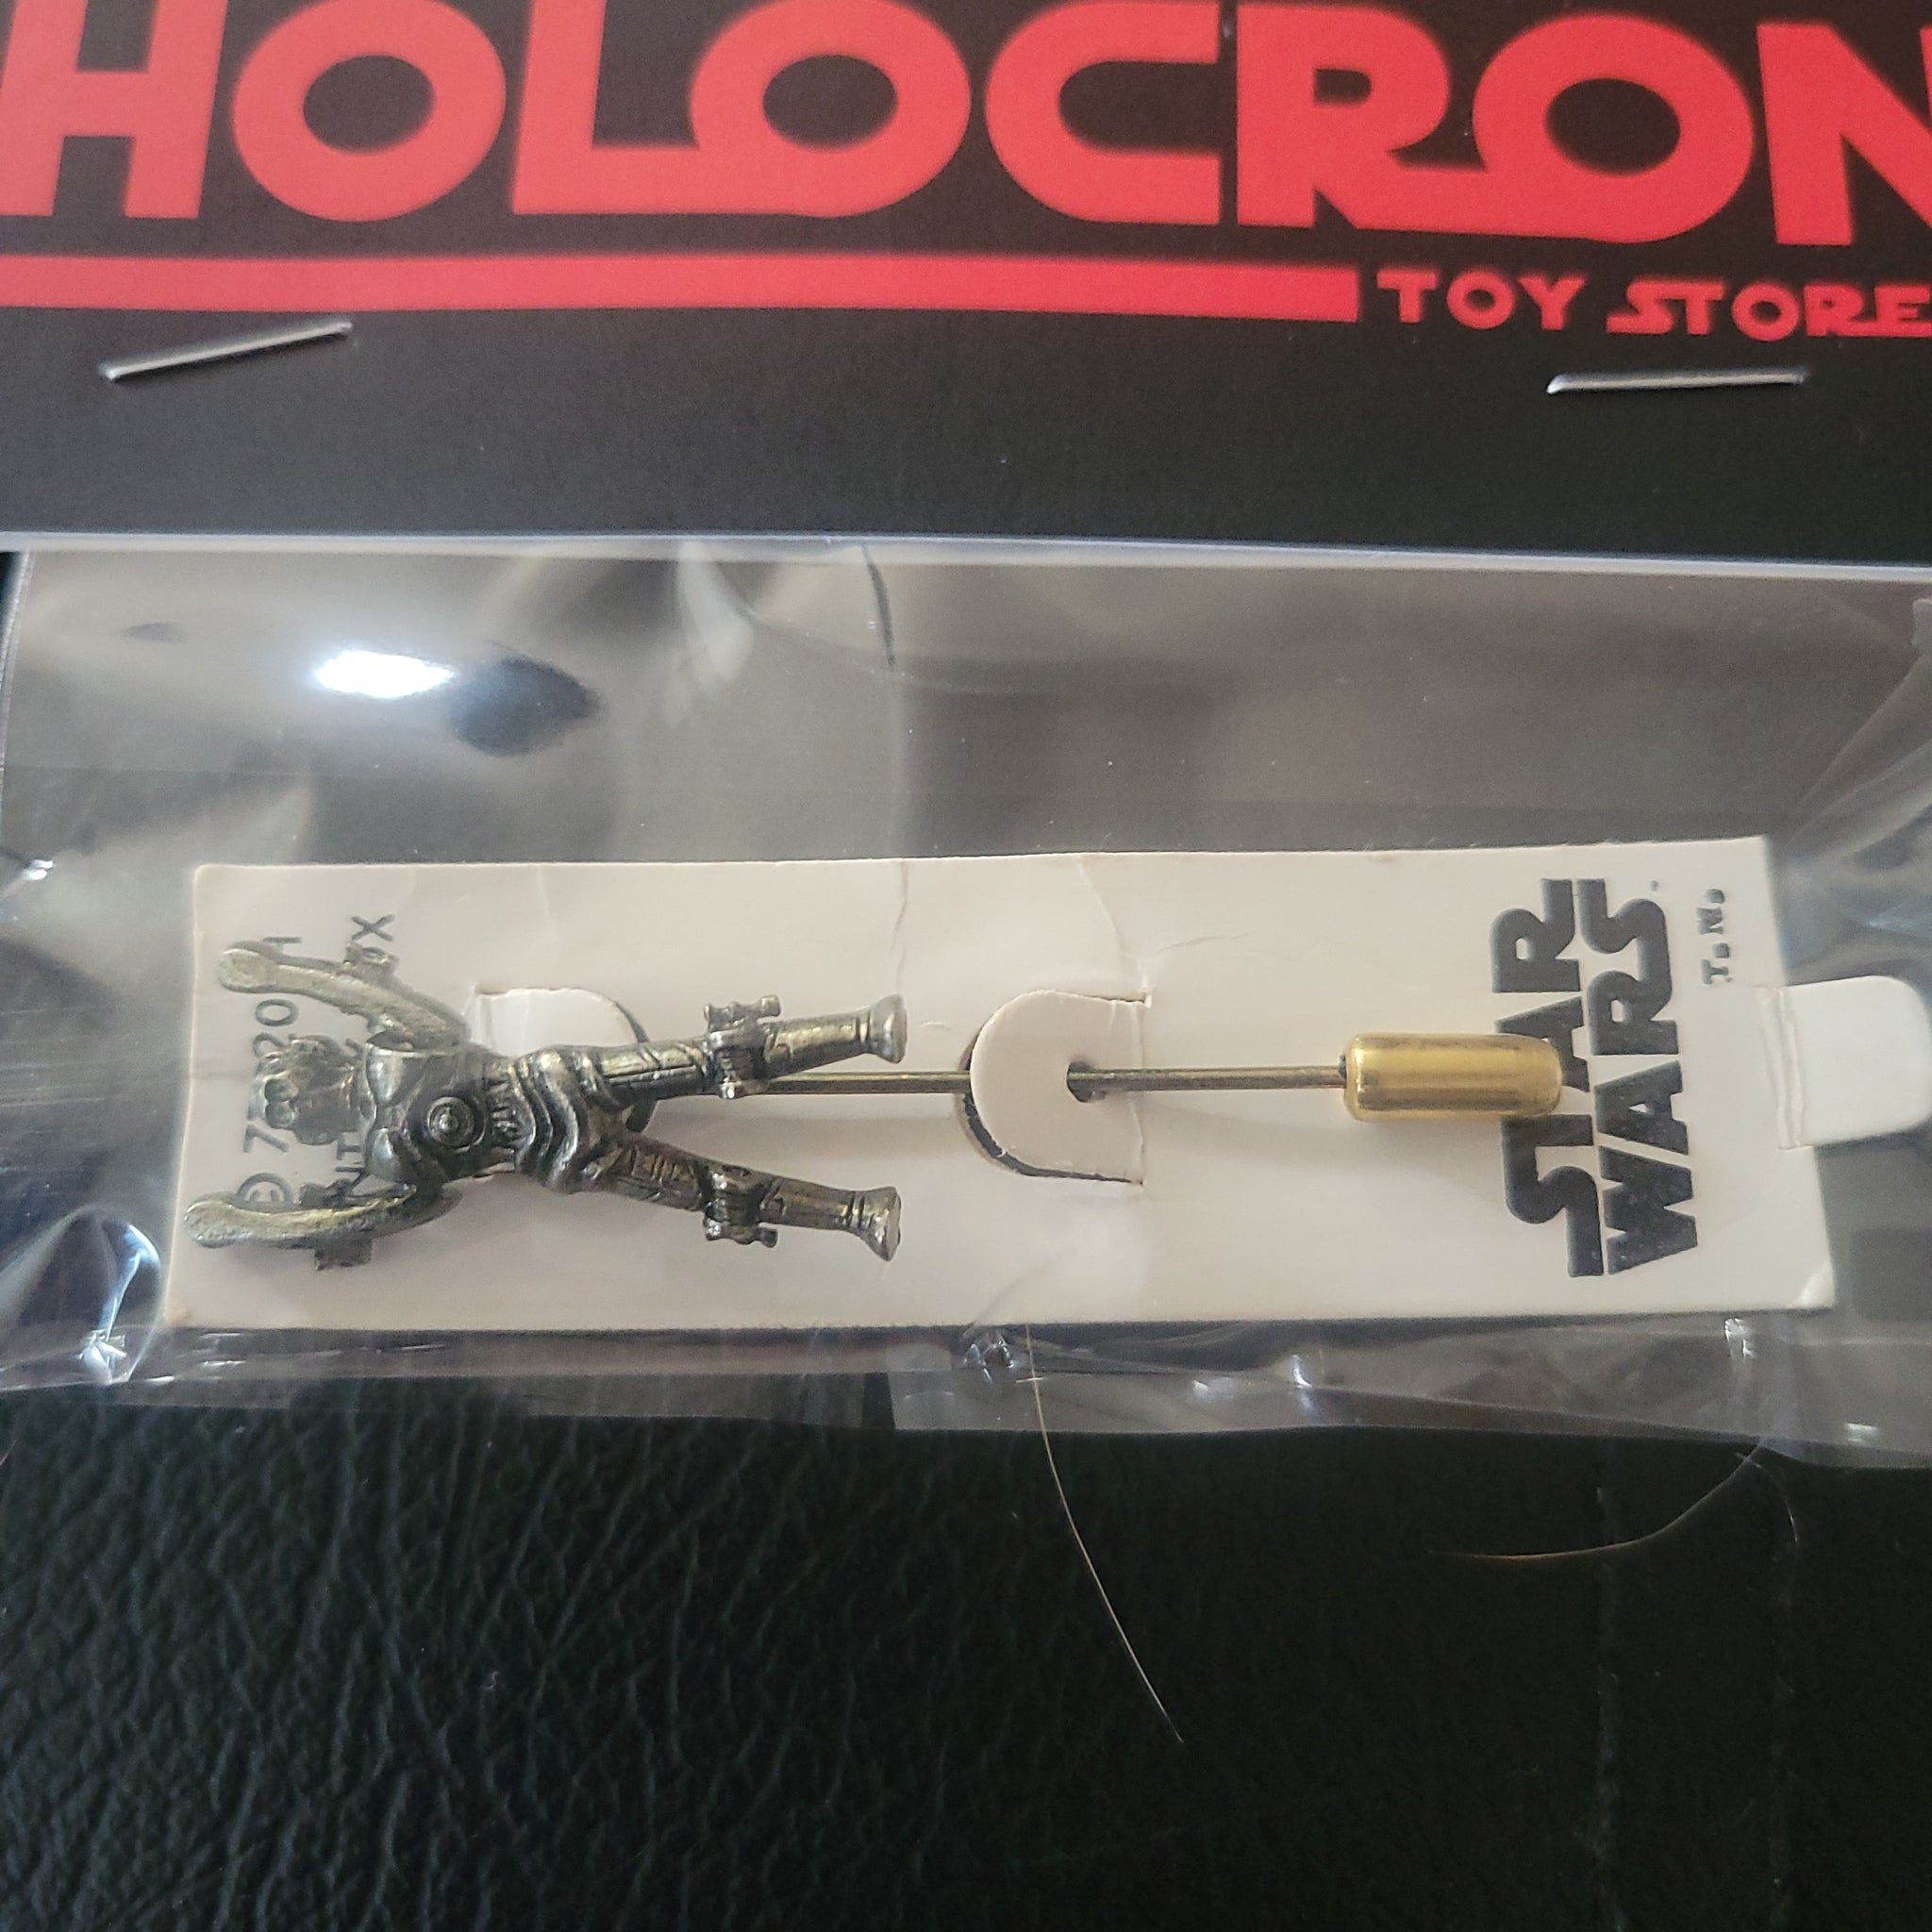 HOLOCRON
TOY STORE
STAR
WARS
T.M.
©